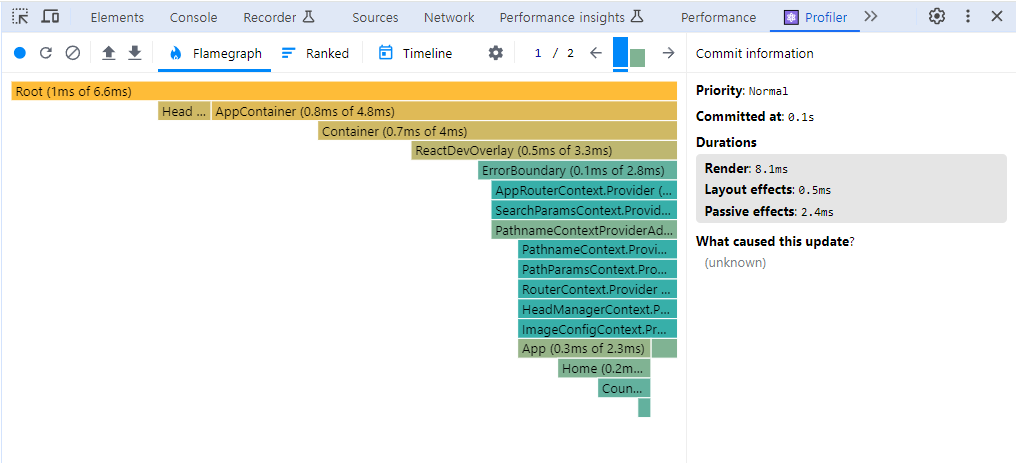 Elements Console Recorder Sources Network Performance insights Performance Profiler
Flamegraph Ranked Timeline 1 / 2
Commit information
Root (1ms of 6.6ms)
Head ... AppContainer (0.8ms of 4.8ms)
Container (0.7ms of 4ms)
ReactDevOverlay (0.5ms of 3.3ms)
ErrorBoundary (0.1ms of 2.8ms)
AppRouterContext.Provider (...
SearchParamsContext.Provid...
PathnameContextProviderAd...
PathnameContext.Provi...
PathParamsContext.Pro...
RouterContext.Provider ...
HeadManagerContext.P...
ImageConfigContext.Pr...
App (0.3ms of 2.3ms)
Home (0.2m...
Coun...
Priority: Normal
Committed at: 0.1s
Durations
Render: 8.1ms
Layout effects: 0.5ms
Passive effects: 2.4ms
What caused this update?
(unknown)